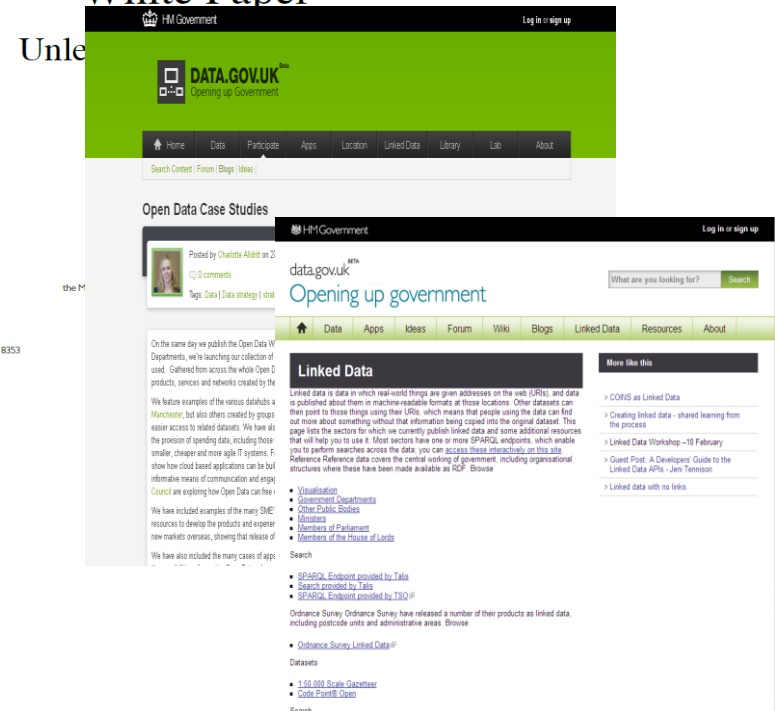 White Paper
Unle
the M
8353
HM Government
Log in or sign up
DATA.GOV.UK Beta
Opening up Government
Home Data Participate Apps Location Linked Data Library Lab About
Search Content | Forum | Blogs | Ideas |
Open Data Case Studies
Posted by Charlotte Alldritt on 2
0 comments
Tags: Data | Data strategy | strat
On the same day we publish the Open Data W
Departments, we're launching our collection of
used. Gathered from across the whole Open D
products, services and networks created by the
We feature examples of the various datahubs a
Manchester, but also others created by groups
easier access to related datasets. We have als
the provision of spending data, including those
smaller, cheaper and more agile IT systems. F
show how cloud based applications can be buil
informative means of communication and engag
Council are exploring how Open Data can free
We have included examples of the many SME'
resources to develop the products and experier
new markets overseas, showing that release of
We have also included the many cases of apps
HM Government
Log in or sign up
data.gov.uk BETA
Opening up government
What are you looking for? Search
Data Apps Ideas Forum Wiki Blogs Linked Data Resources About
Linked Data
Linked data is data in which real-world things are given addresses on the web (URIs), and data
is published about them in machine-readable formats at those locations. Other datasets can
then point to those things using their URIs, which means that people using the data can find
out more about something without that information being copied into the original dataset. This
page lists the sectors for which we currently publish linked data and some additional resources
that will help you to use it. Most sectors have one or more SPARQL endpoints, which enable
you to perform searches across the data; you can access these interactively on this site.
Reference Reference data covers the central working of government, including organisational
structures where these have been made available as RDF. Browse
Visualisation
Government Departments
Other Public Bodies
Ministers
Members of Parliament
Members of the House of Lords
Search
SPARQL Endpoint provided by Talis
Search provided by Talis
SPARQL Endpoint provided by TSO
Ordnance Survey Ordnance Survey have released a number of their products as linked data,
including postcode units and administrative areas. Browse
Ordnance Survey Linked Data
Datasets
1:50 000 Scale Gazetteer
Code Point® Open
Search
More like this
> COINS as Linked Data
> Creating linked data - shared learning from
the process
> Linked Data Workshop –10 February
> Guest Post: A Developers' Guide to the
Linked Data APIs - Jeni Tennison
> Linked data with no links.